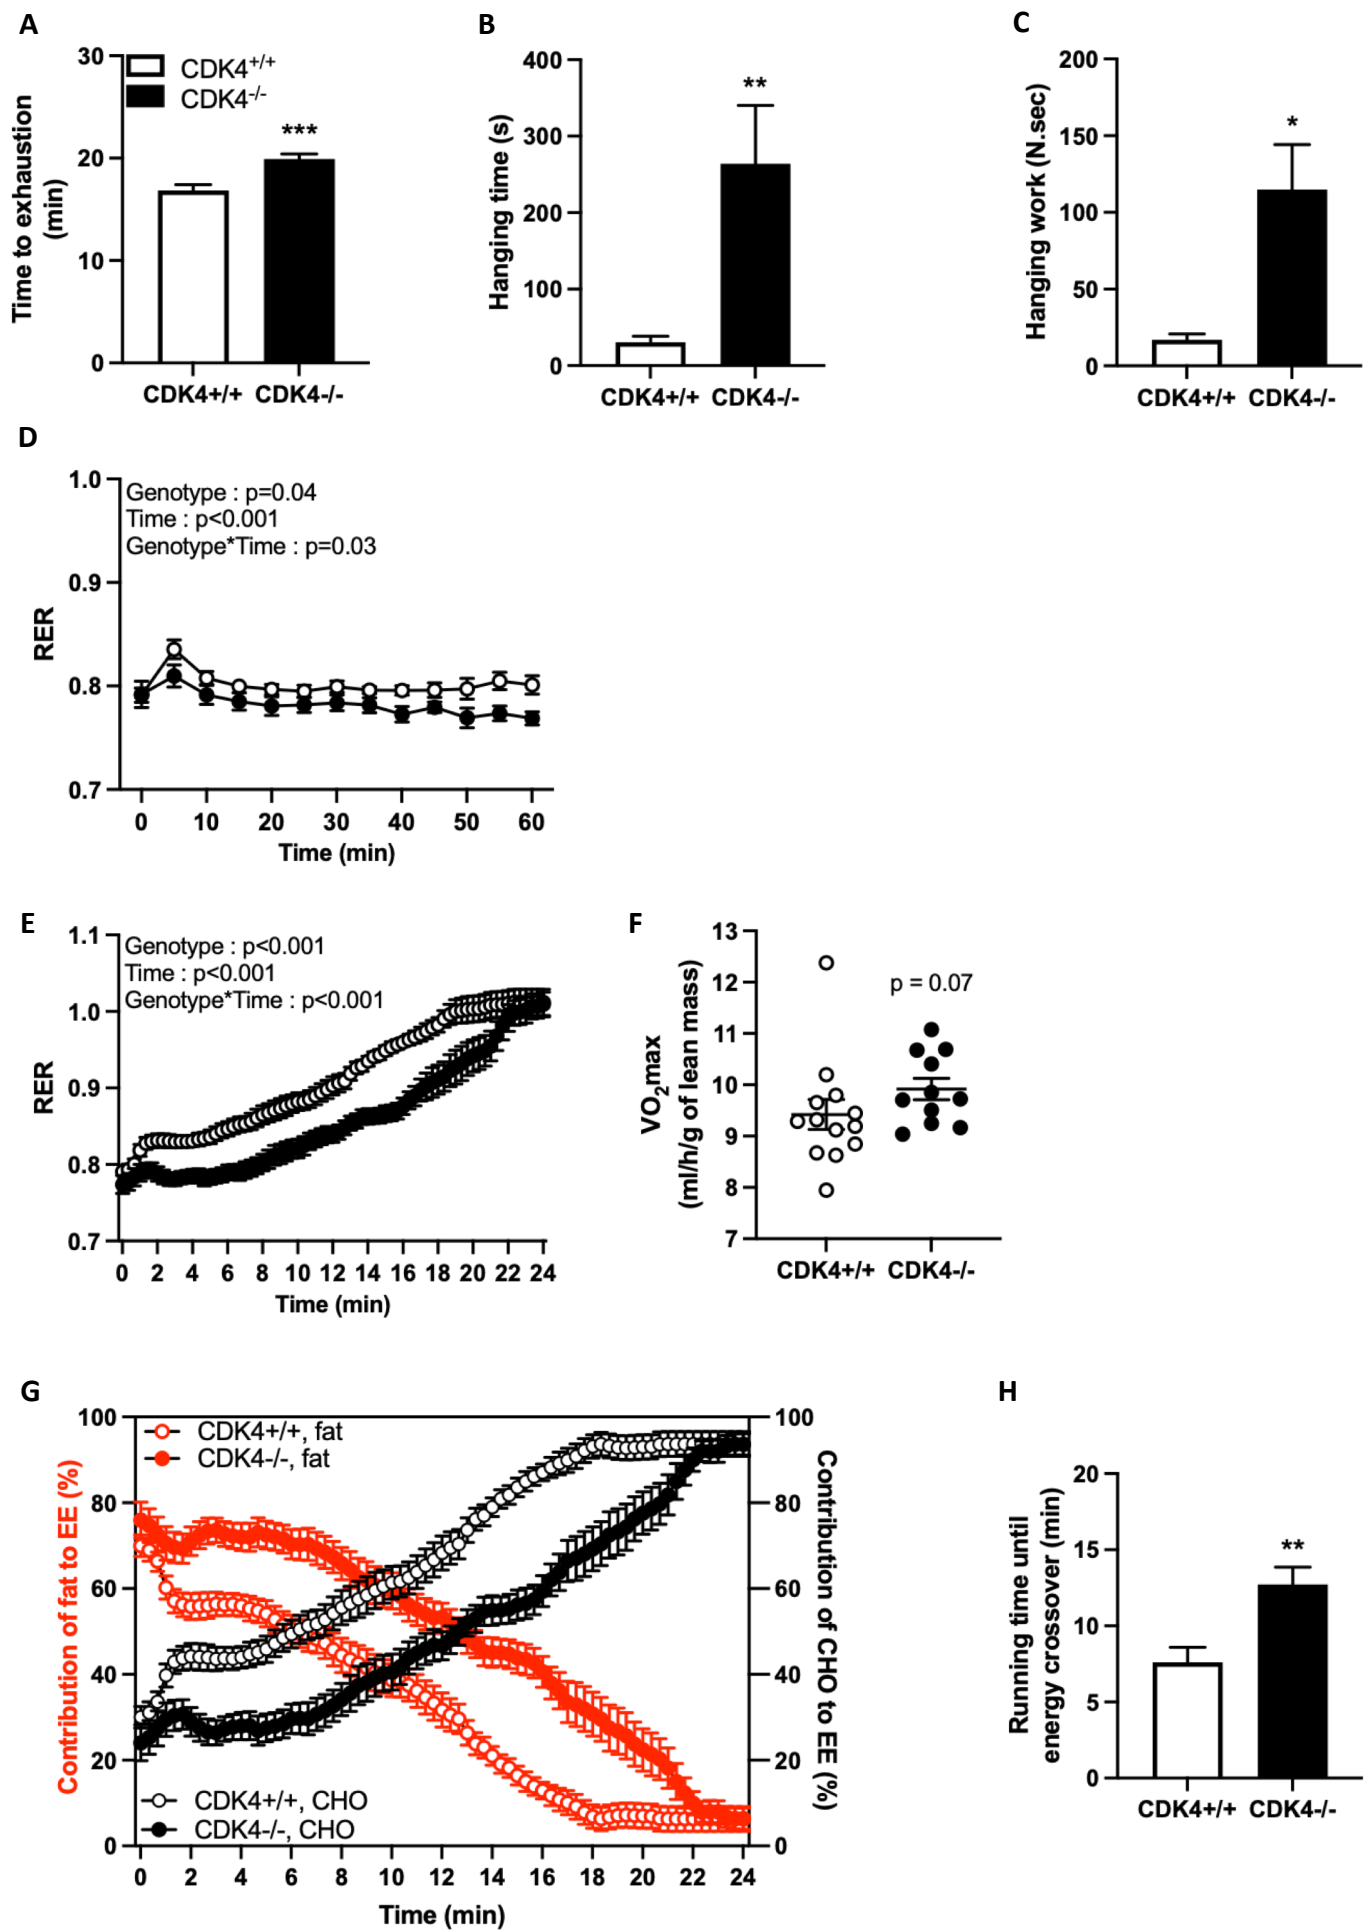 A
30
20
10
0
Time to exhaustion
(min)
CDK4+/+
CDK4-/-
***
CDK4+/+ CDK4-/-
B
400
300
200
100
0
Hanging time (s)
**
CDK4+/+ CDK4-/-
C
200
150
100
50
0
Hanging work (N.sec)
*
CDK4+/+ CDK4-/-
D
1.0
0.9
0.8
0.7
RER
Genotype : p=0.04
Time : p<0.001
Genotype*Time : p=0.03
0 10 20 30 40 50 60
Time (min)
E
1.1
1.0
0.9
0.8
0.7
RER
Genotype : p<0.001
Time : p<0.001
Genotype*Time : p<0.001
0 2 4 6 8 10 12 14 16 18 20 22 24
Time (min)
F
13
12
11
10
9
8
7
VO2max
(ml/h/g of lean mass)
p = 0.07
CDK4+/+ CDK4-/-
G
100
80
60
40
20
0
Contribution of fat to EE (%)
CDK4+/+, fat
CDK4-/-, fat
CDK4+/+, CHO
CDK4-/-, CHO
100
80
60
40
20
0
Contribution of CHO to EE (%)
0 2 4 6 8 10 12 14 16 18 20 22 24
Time (min)
H
20
15
10
5
0
Running time until
energy crossover (min)
**
CDK4+/+ CDK4-/-